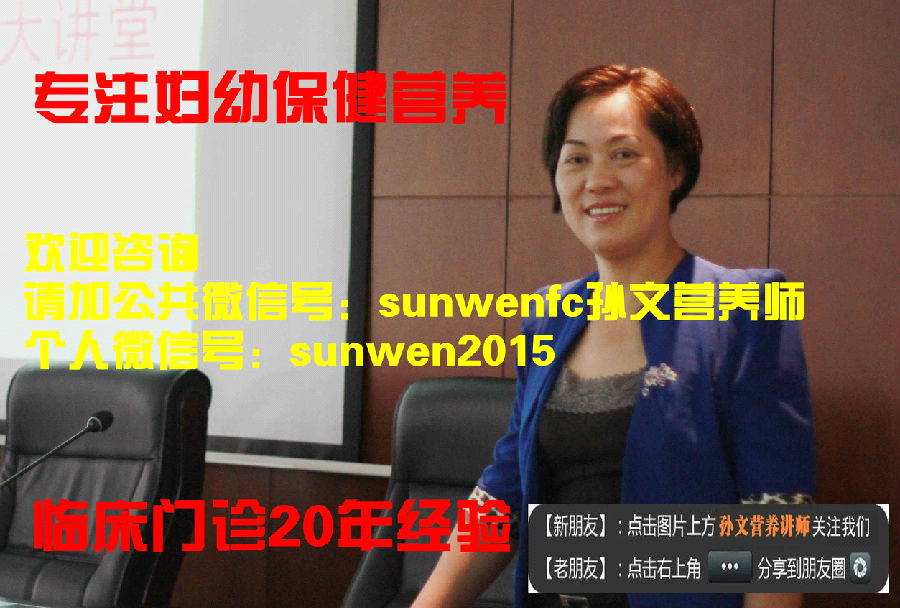 大讲堂
专注妇幼保健营养
欢迎咨询
请加公共微信号：sunwenfc孙文营养师
个人微信号：sunwen2015
临床门诊20年经验
【新朋友】：点击图片上方孙文营养讲师关注我们
【老朋友】：点击右上角 ••• 分享到朋友圈